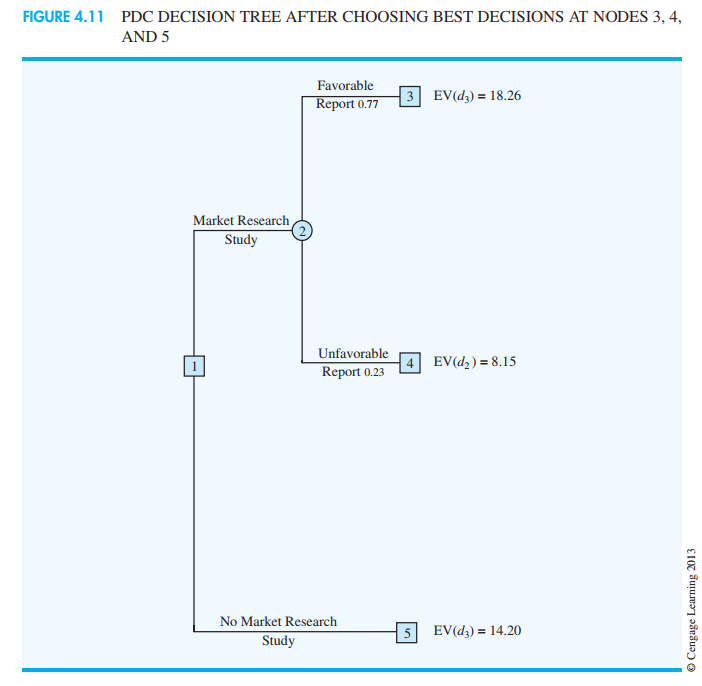 FIGURE 4.11 PDC DECISION TREE AFTER CHOOSING BEST DECISIONS AT NODES 3, 4,
AND 5
Favorable
Report 0.77
3
EV(d₃) = 18.26
Market Research
Study
2
Unfavorable
Report 0.23
4
EV(d₂) = 8.15
1
No Market Research
Study
5
EV(d₃) = 14.20
© Cengage Learning 2013